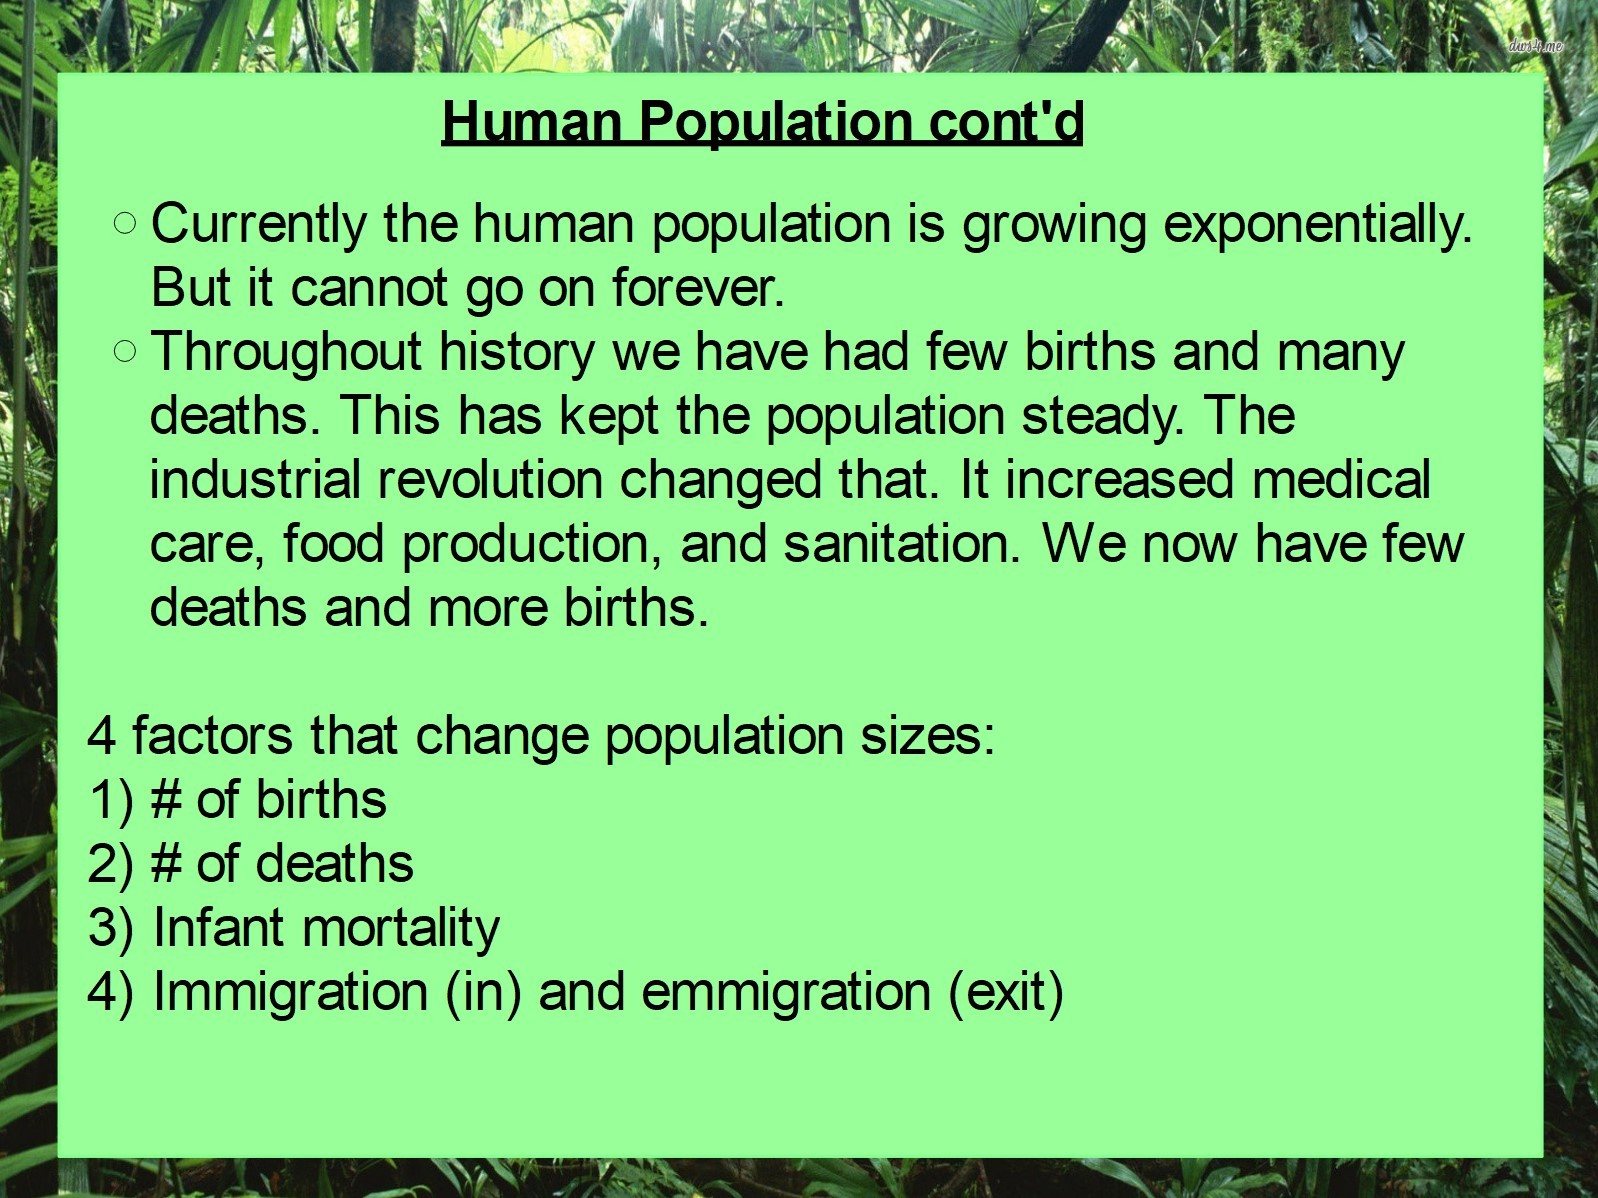 dws4.me
Human Population cont'd
Currently the human population is growing exponentially.
But it cannot go on forever.
Throughout history we have had few births and many
deaths. This has kept the population steady. The
industrial revolution changed that. It increased medical
care, food production, and sanitation. We now have few
deaths and more births.
4 factors that change population sizes:
1) # of births
2) # of deaths
3) Infant mortality
4) Immigration (in) and emmigration (exit)